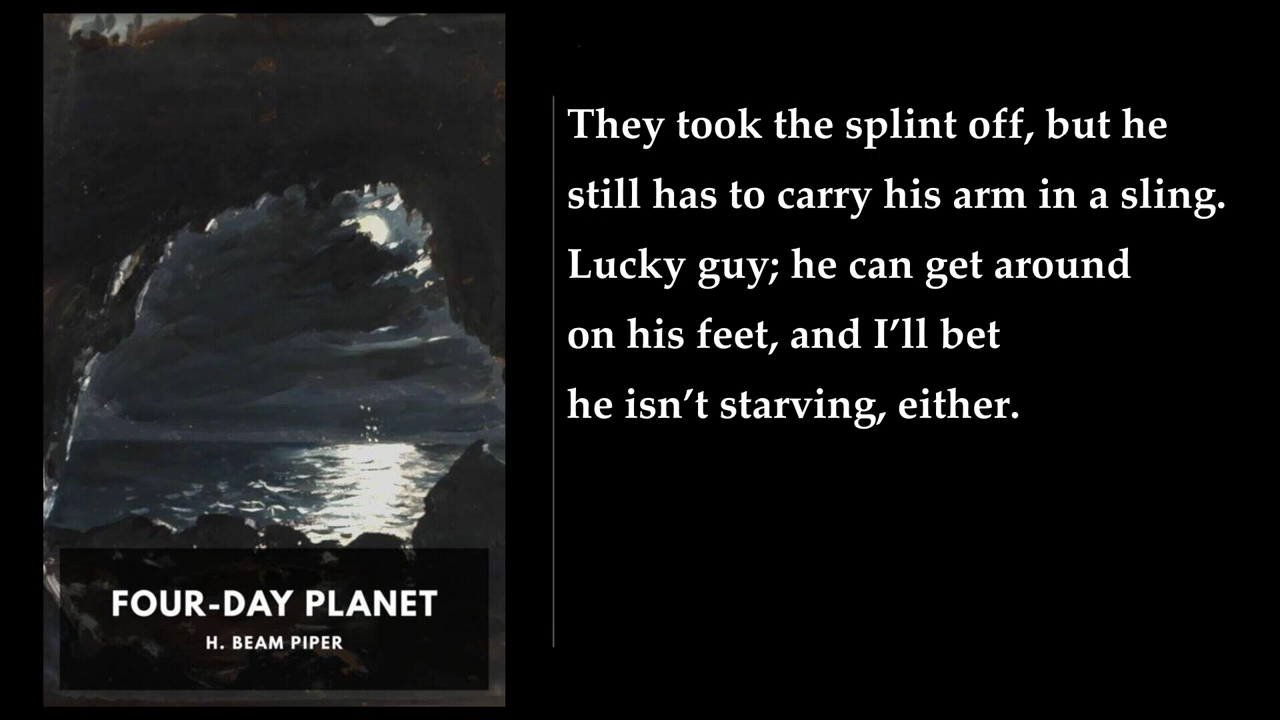 They took the splint off, but he
still has to carry his arm in a sling.
Lucky guy; he can get around
on his feet, and I’ll bet
he isn’t starving, either.
FOUR-DAY PLANET
H. BEAM PIPER